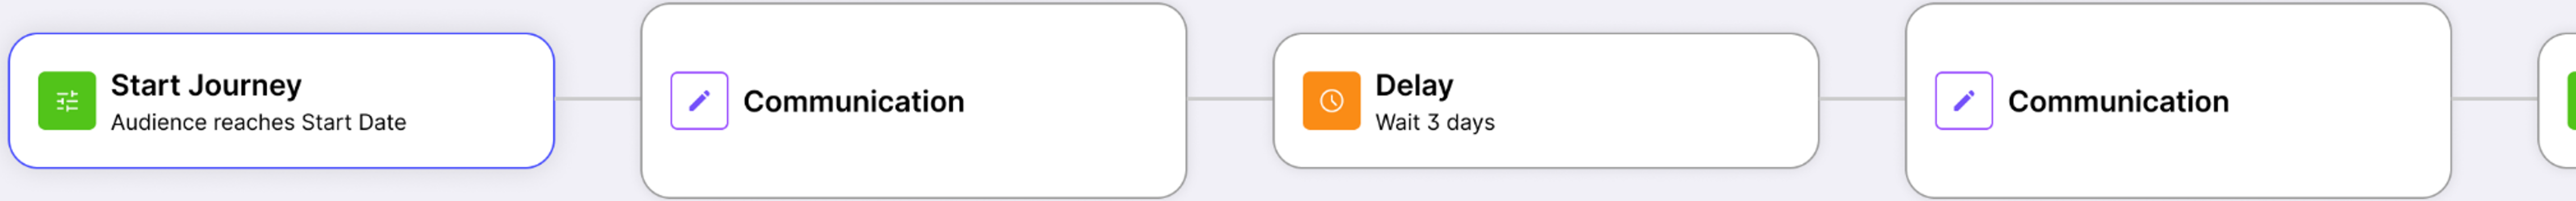 Start Journey
Audience reaches Start Date
Communication
Delay
Wait 3 days
Communication